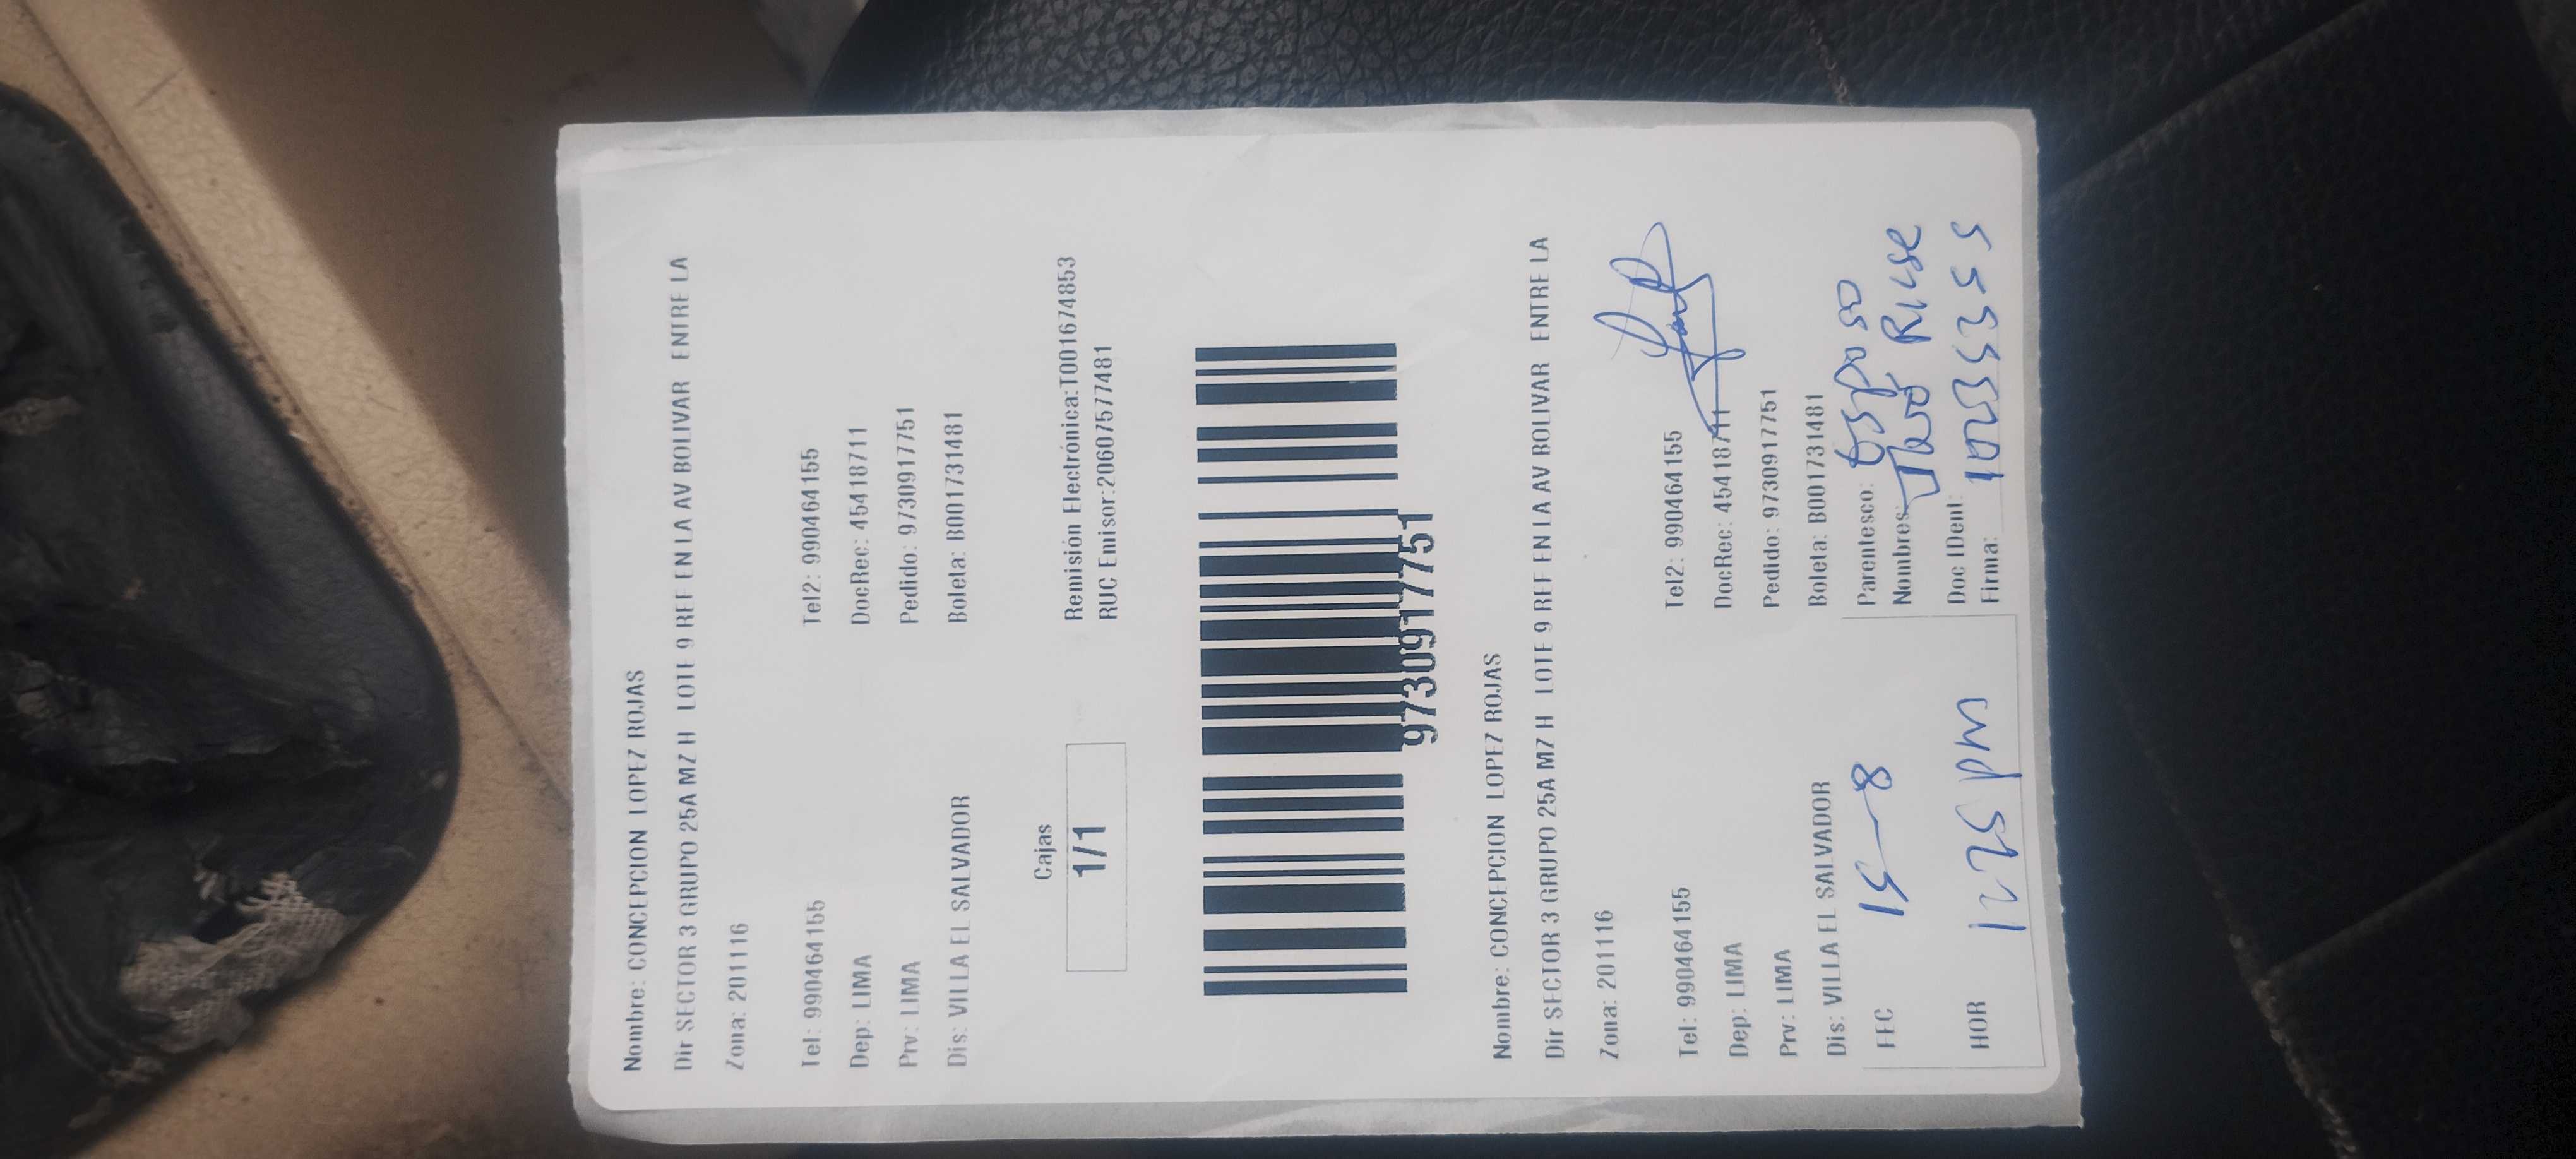 Nombre: CONCEPCION LOPEZ ROJAS
Dir SECTOR 3 GRUPO 25A MZ H LOTE 9 REF EN LA AV BOLIVAR ENTRE LA
Zona: 201116
Tel: 990464155 Tel2: 990464155
Dep: LIMA DocRec: 45418711
Prv: LIMA Pedido: 9730917751
Dis: VILLA EL SALVADOR Boleta: B001731481
Cajas
1/1
Remisión Electrónica:T001674853
RUC Emisor:20607577481
9730917751
Nombre: CONCEPCION LOPEZ ROJAS
Dir SECTOR 3 GRUPO 25A MZ H LOTE 9 REF EN LA AV BOLIVAR ENTRE LA
Zona: 201116
Tel: 990464155 Tel2: 990464155
Dep: LIMA DocRec: 45418711
Prv: LIMA Pedido: 9730917751
Dis: VILLA EL SALVADOR Boleta: B001731481
FEC 15-8 Parentesco: esposo
Nombres:
HOR 1252 pm Doc IDent:
Firma: